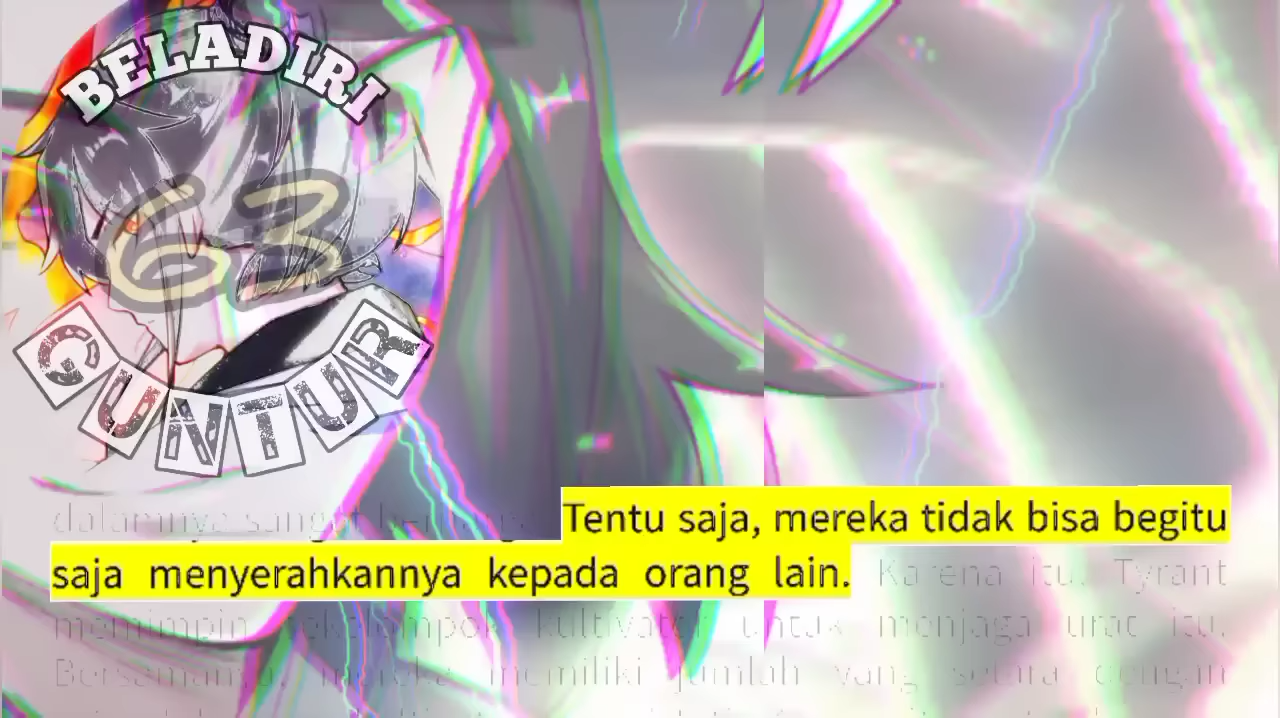 BELADIRI
63
GUNTUR
dalamnya sangat Tentu saja, mereka tidak bisa begitu
saja menyerahkannya kepada orang lain. Karena itu, Tyrant
memimpin sekelompok kultivator untuk menjaga urat itu.
Bersamanya, mereka memiliki jumlah yang setara dengan